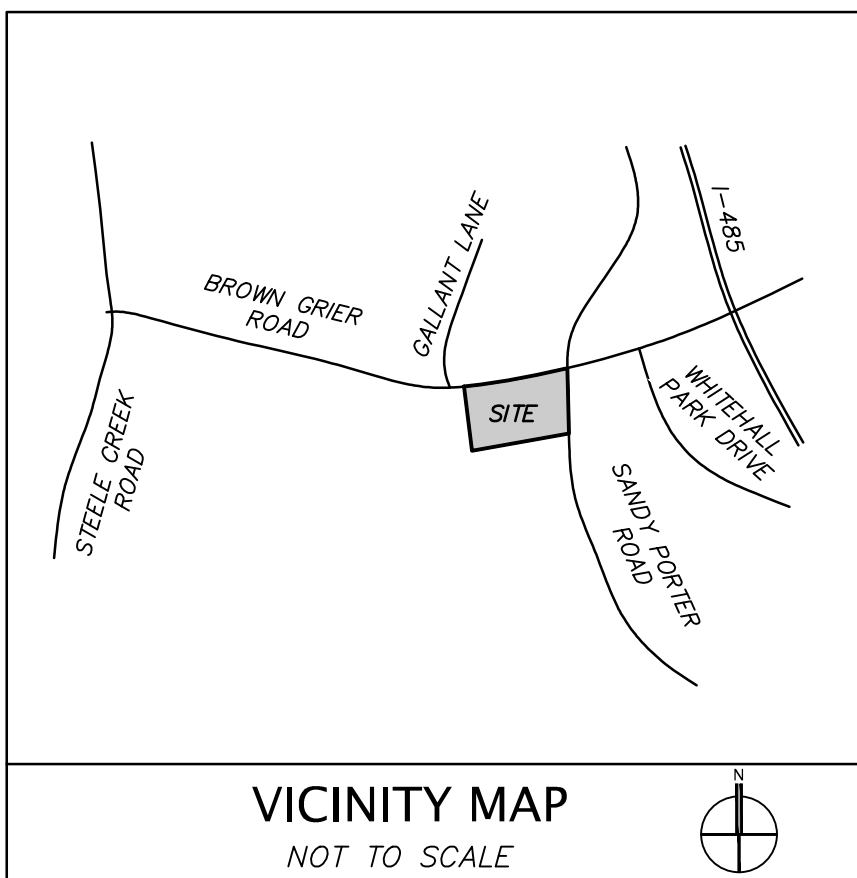 I-485
GALLANT LANE
BROWN GRIER
ROAD
WHITEHALL
PARK DRIVE
SITE
STEELE CREEK
ROAD
SANDY PORTER
ROAD
VICINITY MAP
NOT TO SCALE
N